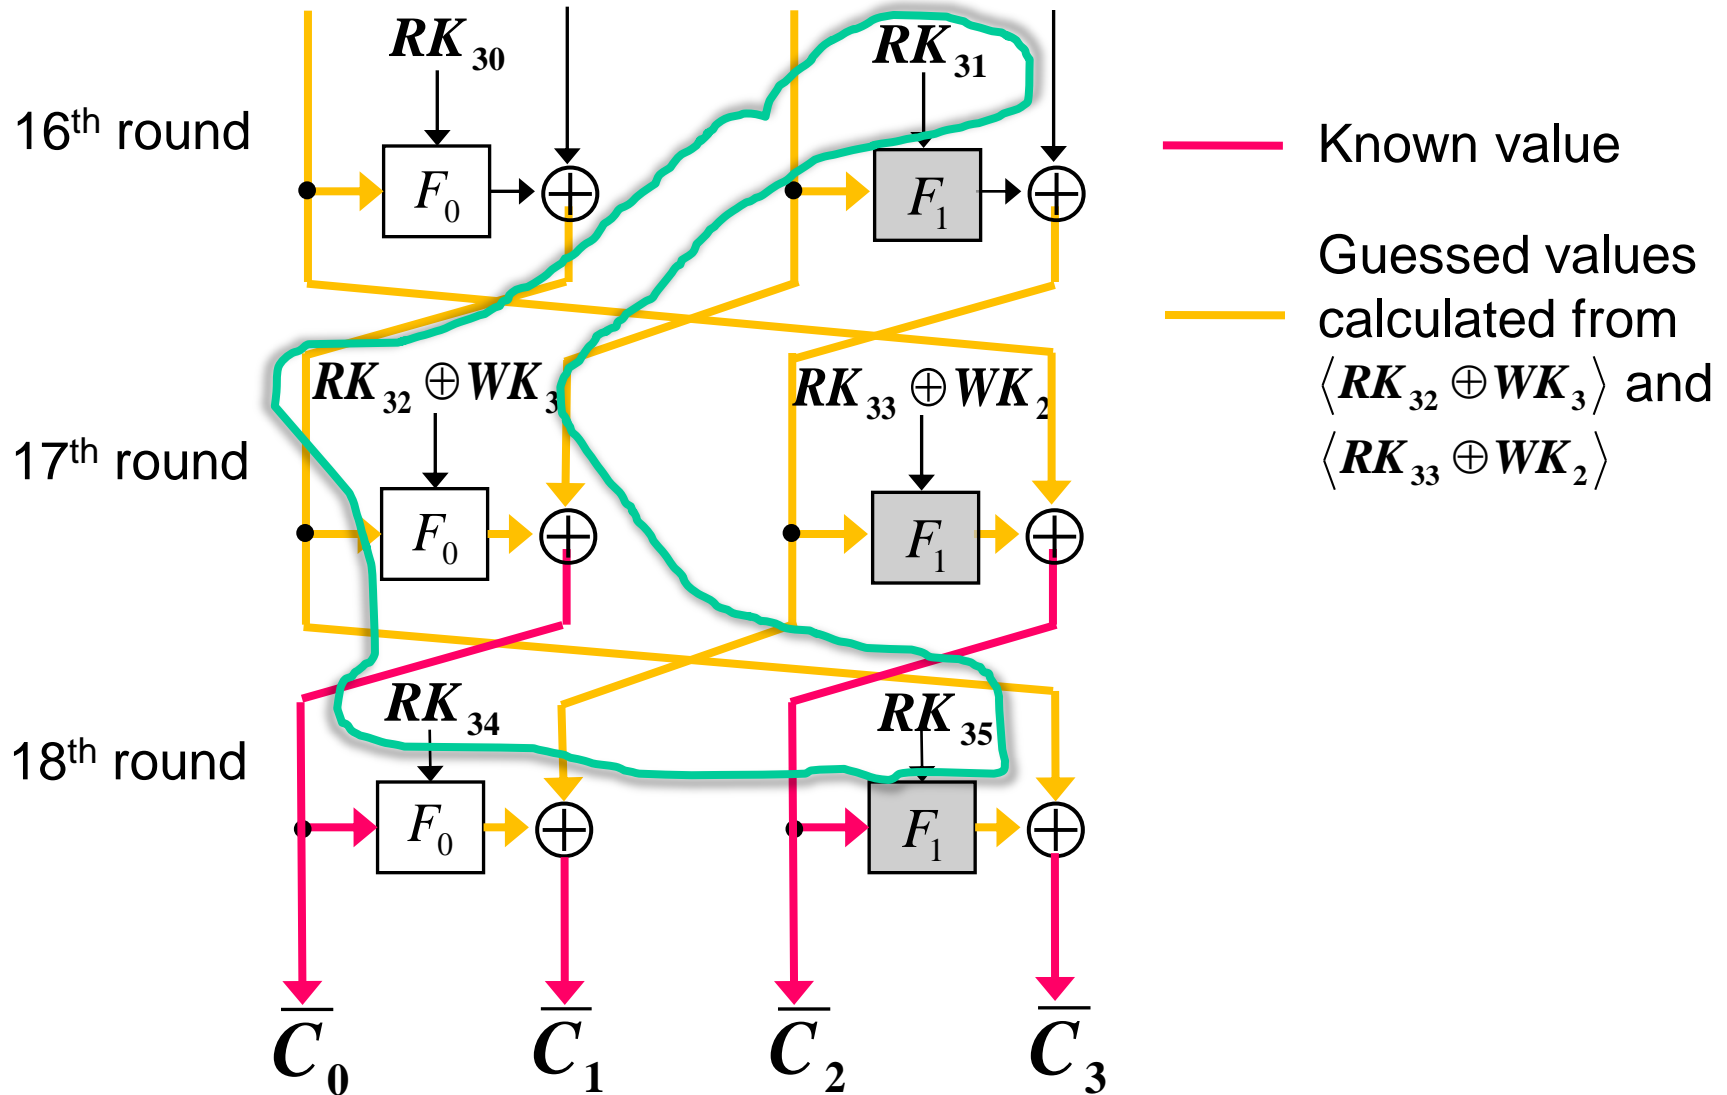 RK₃₀
RK₃₁
16ᵗʰ round
F₀
F₁
Known value
Guessed values
calculated from
⟨RK₃₂ ⊕ WK₃⟩ and
⟨RK₃₃ ⊕ WK₂⟩
RK₃₂ ⊕ WK₃
RK₃₃ ⊕ WK₂
17ᵗʰ round
F₀
F₁
RK₃₄
RK₃₅
18ᵗʰ round
F₀
F₁
C̅₀ C̅₁ C̅₂ C̅₃